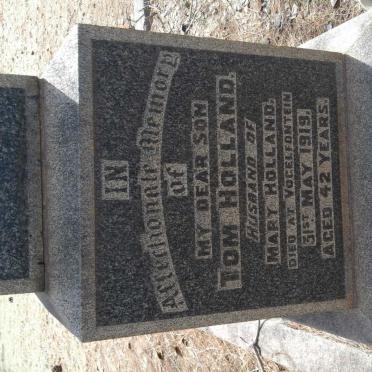 IN
Affectionate Memory
of
MY DEAR SON
TOM HOLLAND.
HUSBAND OF
MARY HOLLAND.
DIED AT VOGELFONTEIN
31ST MAY 1919.
AGED 42 YEARS.